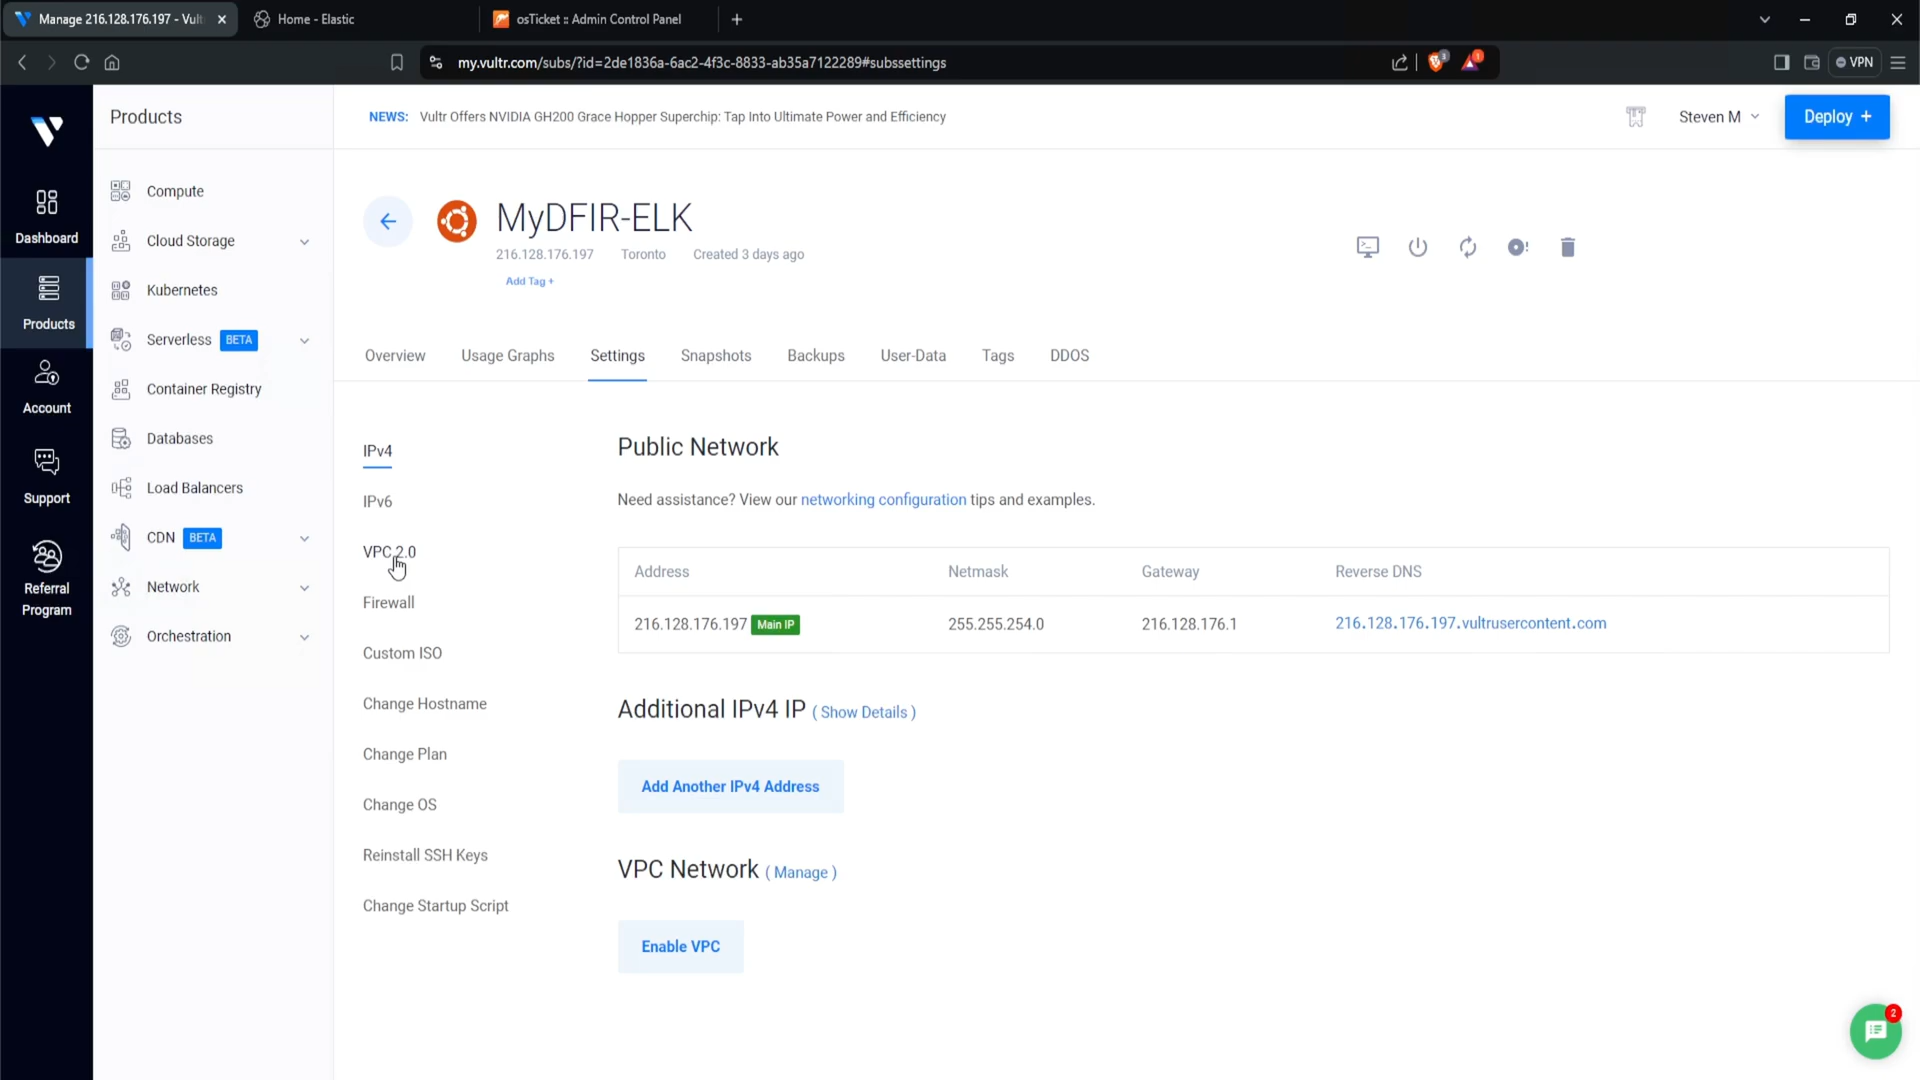 Manage 216.128.176.197 - Vult
Home - Elastic
osTicket :: Admin Control Panel
my.vultr.com/subs/?id=2de1836a-6ac2-4f3c-8833-ab35a7122289#subssettings
3
1
VPN
Products
NEWS: Vultr Offers NVIDIA GH200 Grace Hopper Superchip: Tap Into Ultimate Power and Efficiency
Steven M
Deploy +
Dashboard
Products
Account
Support
Referral
Program
Compute
Cloud Storage
Kubernetes
Serverless BETA
Container Registry
Databases
Load Balancers
CDN BETA
Network
Orchestration
MyDFIR-ELK
216.128.176.197 Toronto Created 3 days ago
Add Tag +
Overview Usage Graphs Settings Snapshots Backups User-Data Tags DDOS
IPv4
IPv6
VPC 2.0
Firewall
Custom ISO
Change Hostname
Change Plan
Change OS
Reinstall SSH Keys
Change Startup Script
Public Network
Need assistance? View our networking configuration tips and examples.
Address Netmask Gateway Reverse DNS
216.128.176.197 Main IP 255.255.254.0 216.128.176.1 216.128.176.197.vultrusercontent.com
Additional IPv4 IP ( Show Details )
Add Another IPv4 Address
VPC Network ( Manage )
Enable VPC
2